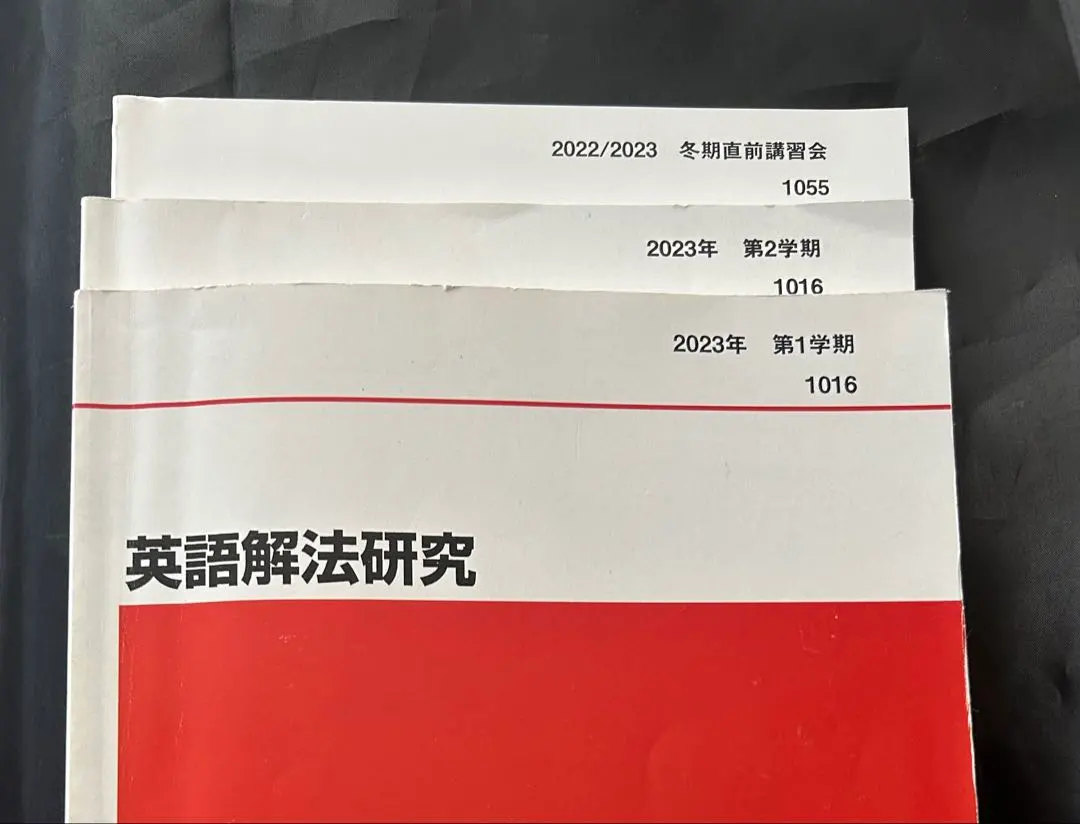 2022/2023　冬期直前講習会
1055
2023年　第2学期
1016
2023年　第1学期
1016
英語解法研究